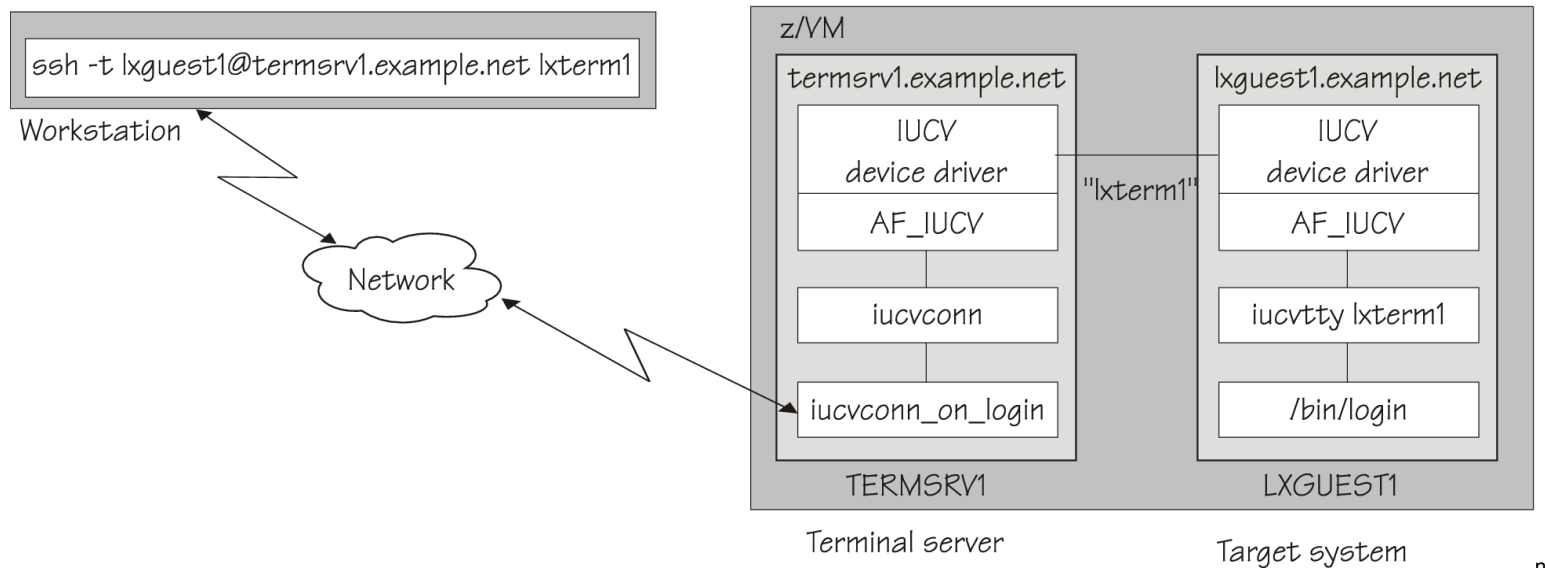 ssh -t lxguest1@termsrv1.example.net lxterm1
Workstation
Network
z/VM
termsrv1.example.net
IUCV
device driver
AF_IUCV
iucvconn
iucvconn_on_login
TERMSRV1
Terminal server
"lxterm1"
lxguest1.example.net
IUCV
device driver
AF_IUCV
iucvtty lxterm1
/bin/login
LXGUEST1
Target system